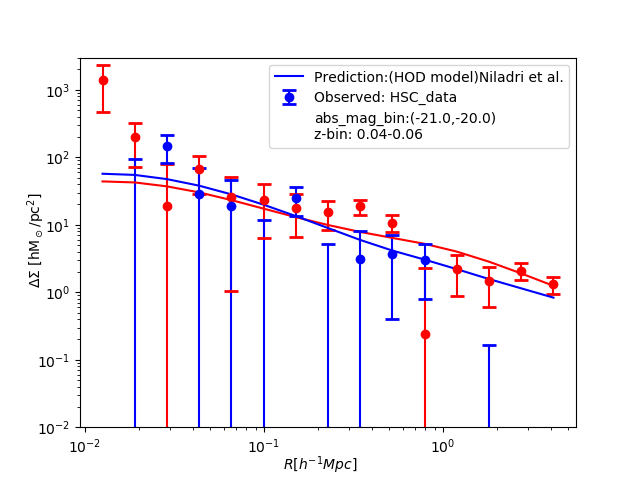 Prediction:(HOD model)Niladri et al.
Observed: HSC_data
abs_mag_bin:(-21.0,-20.0)
z-bin: 0.04-0.06
10³
10²
10¹
10⁰
10⁻¹
10⁻²
ΔΣ [hM⊙/pc²]
10⁻² 10⁻¹ 10⁰
R[h⁻¹Mpc]